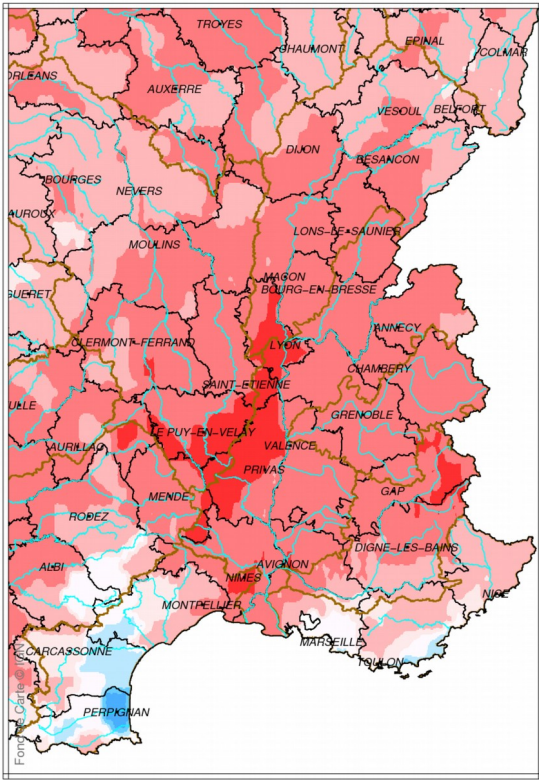 TROYES
EPINAL
CHAUMONT
COLMAR
ORLEANS
AUXERRE
VESOUL
BELFORT
DIJON
BESANCON
BOURGES
NEVERS
AUROUX
LONS-LE-SAUNIER
MOULINS
MACON
BOURG-EN-BRESSE
GUERET
ANNECY
CLERMONT-FERRAND
LYON
CHAMBERY
SAINT-ETIENNE
ULLE
GRENOBLE
LE PUY-EN-VELAY
VALENCE
AURILLAC
PRIVAS
MENDE
GAP
RODEZ
DIGNE-LES-BAINS
ALBI
AVIGNON
NIMES
NICE
MONTPELLIER
MARSEILLE
CARCASSONNE
TOULON
PERPIGNAN
Fond de Carte © IGN